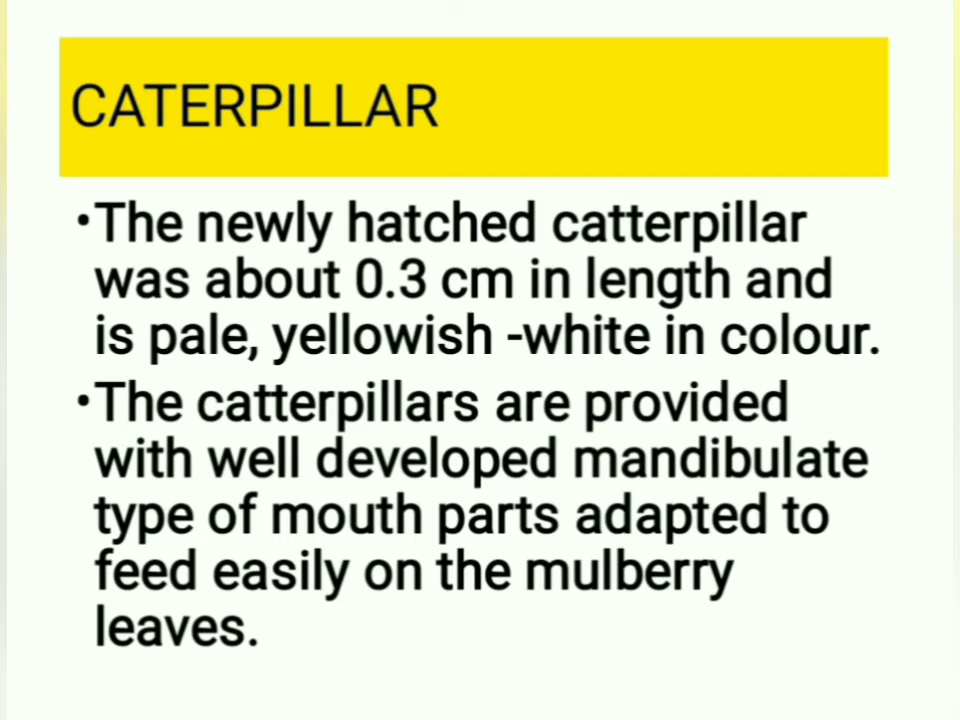 CATERPILLAR
•The newly hatched catterpillar
was about 0.3 cm in length and
is pale, yellowish -white in colour.
•The catterpillars are provided
with well developed mandibulate
type of mouth parts adapted to
feed easily on the mulberry
leaves.